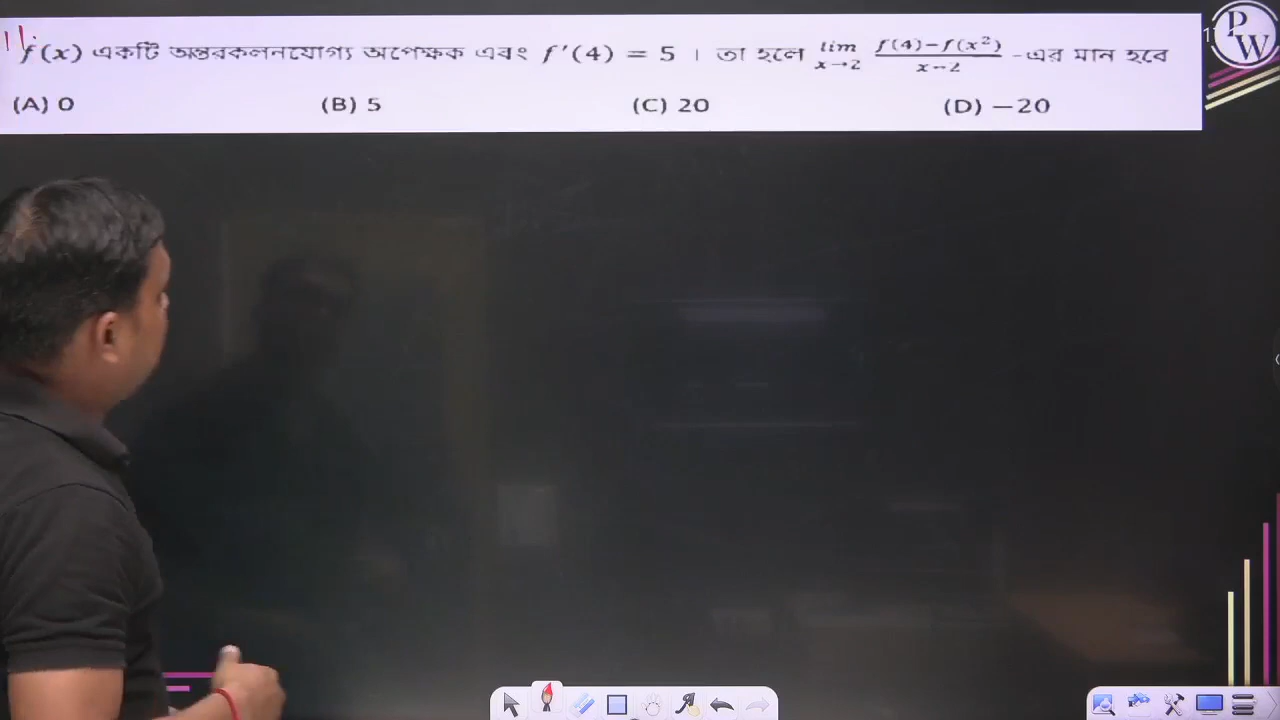 11. f(x) একটি অন্তরকলনযোগ্য অপেক্ষক এবং f'(4) = 5 । তা হলে lim x→2 f(4)−f(x²) / x−2 -এর মান হবে
(A) 0 (B) 5 (C) 20 (D) −20
PW